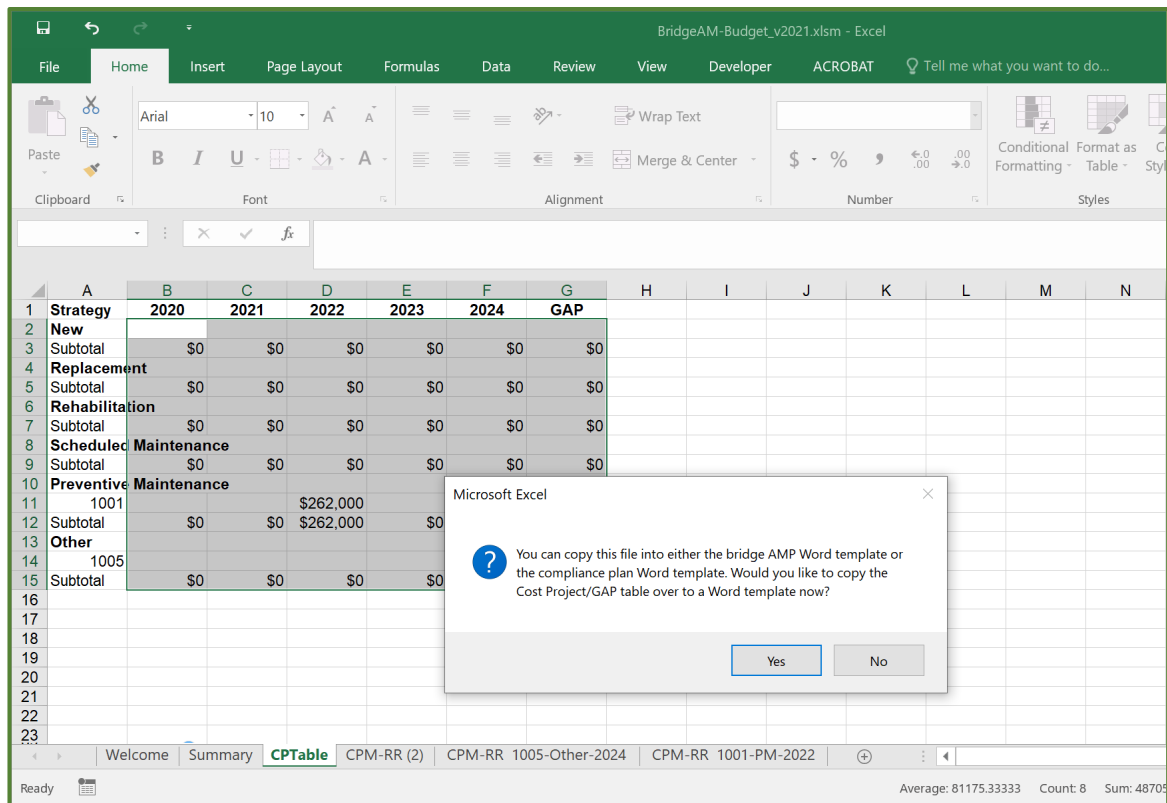 BridgeAM-Budget_v2021.xlsm - Excel
File Home Insert Page Layout Formulas Data Review View Developer ACROBAT Tell me what you want to do...
Paste
Clipboard
Arial 10 A A
B I U A
Font
Wrap Text
Merge & Center
Alignment
$ % , ←.0 .00 .00 →.0
Number
Conditional Formatting
Format as Table
Styles
fx
A B C D E F G H I J K L M N
1 Strategy 2020 2021 2022 2023 2024 GAP
2 New
3 Subtotal $0 $0 $0 $0 $0 $0
4 Replacement
5 Subtotal $0 $0 $0 $0 $0 $0
6 Rehabilitation
7 Subtotal $0 $0 $0 $0 $0 $0
8 Scheduled Maintenance
9 Subtotal $0 $0 $0 $0 $0 $0
10 Preventive Maintenance
11 1001 $262,000
12 Subtotal $0 $0 $262,000 $0
13 Other
14 1005
15 Subtotal $0 $0 $0 $0
16
17
18
19
20
21
22
23
Microsoft Excel
?
You can copy this file into either the bridge AMP Word template or
the compliance plan Word template. Would you like to copy the
Cost Project/GAP table over to a Word template now?
Yes No
Welcome Summary CPTable CPM-RR (2) CPM-RR 1005-Other-2024 CPM-RR 1001-PM-2022
Ready Average: 81175.33333 Count: 8 Sum: 48705